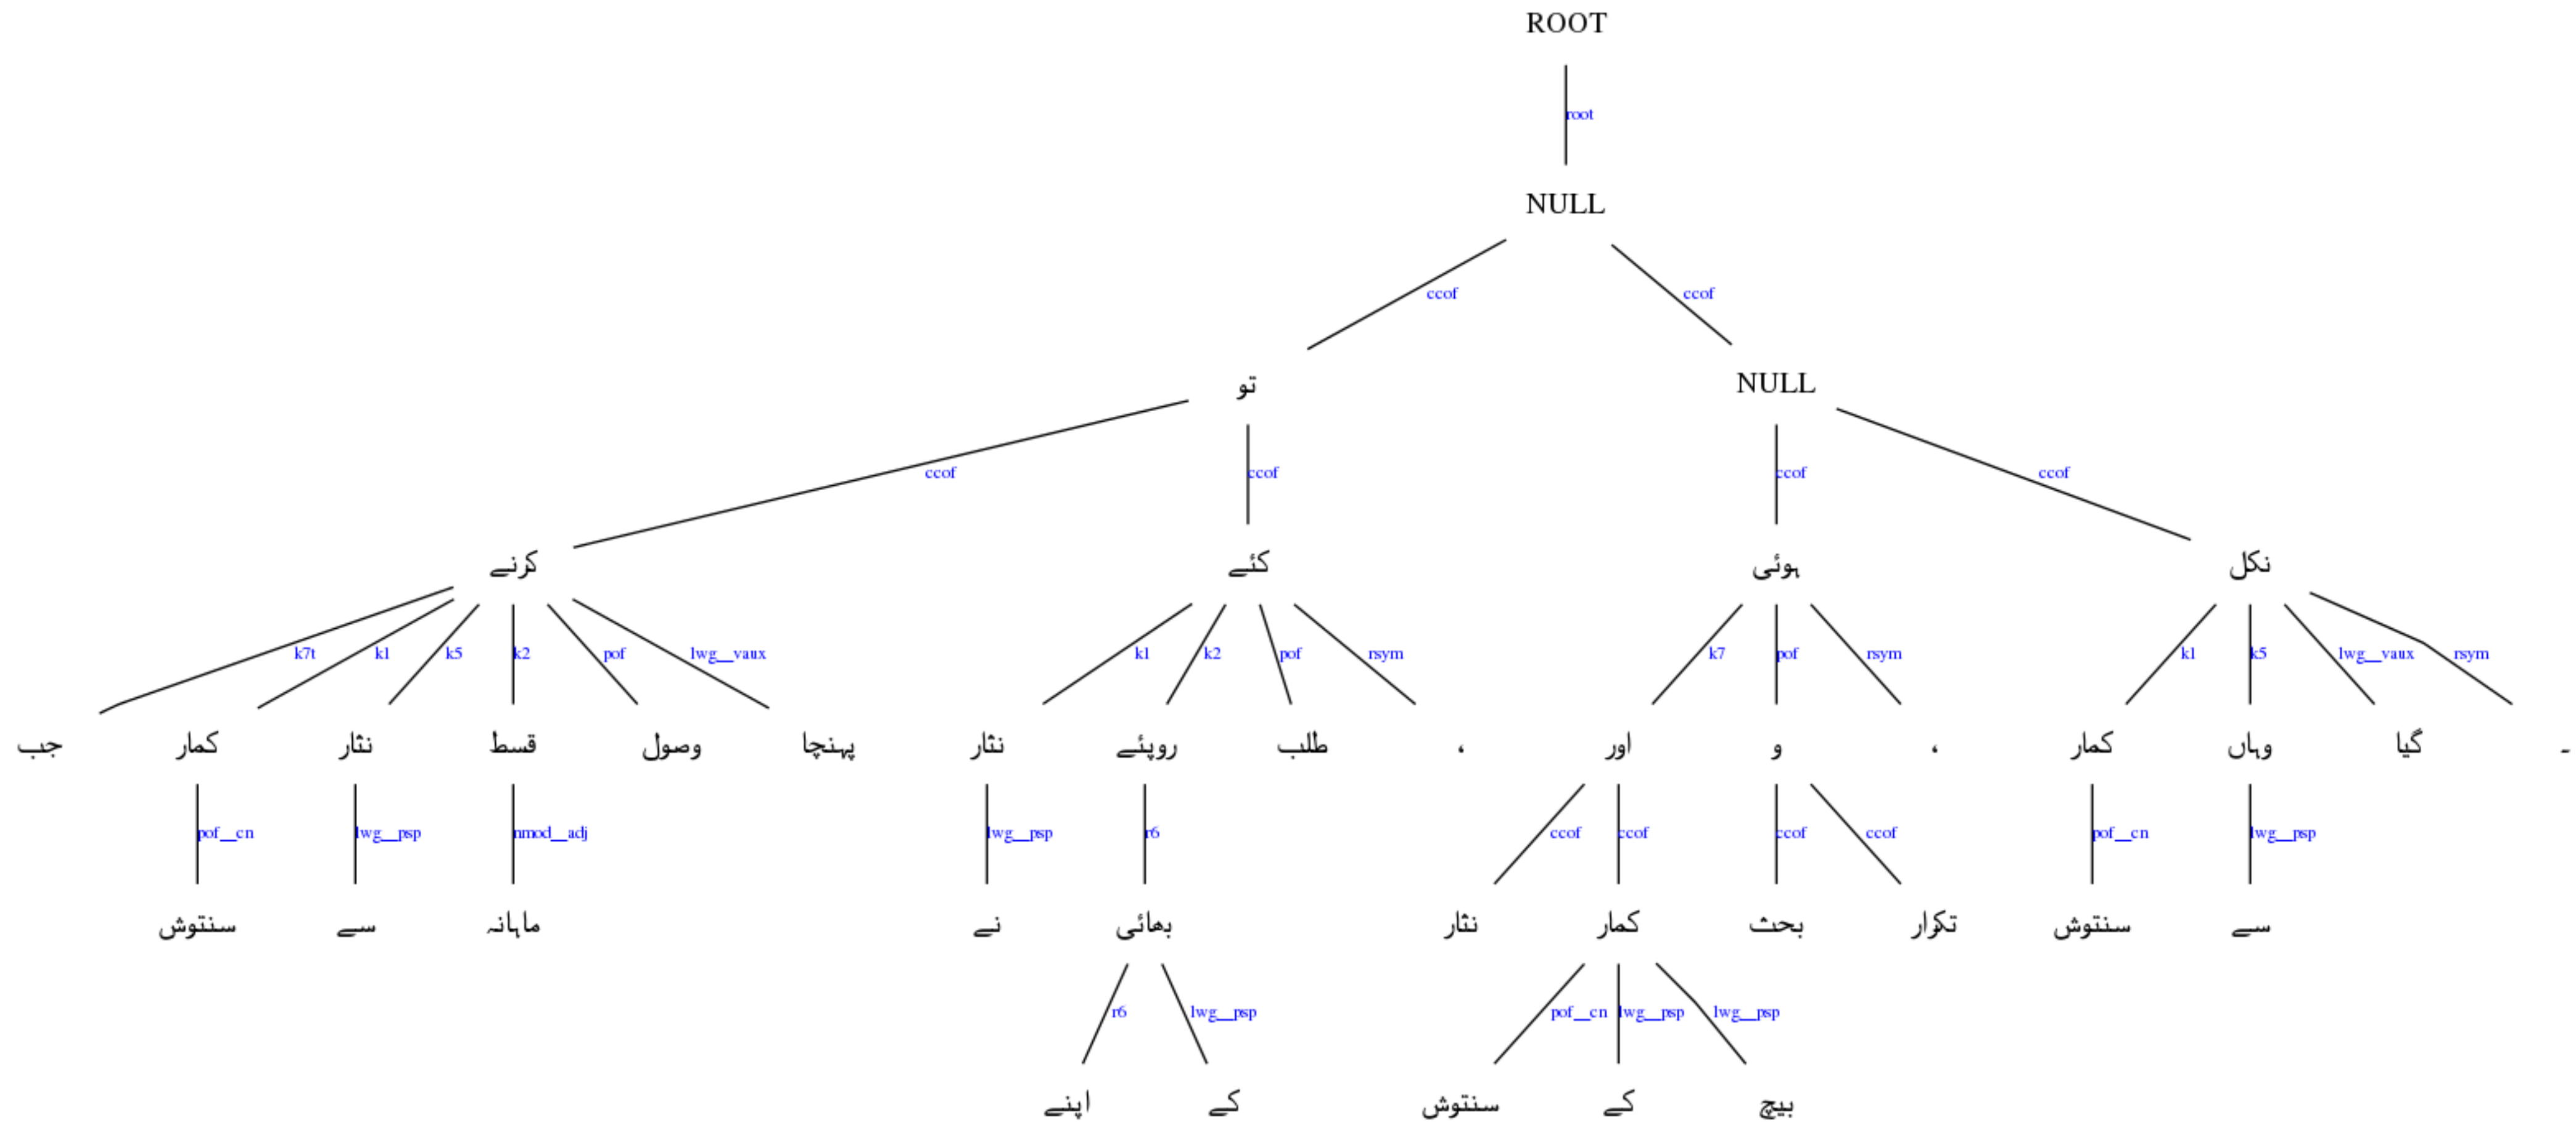 ROOT
root
NULL
ccof ccof
تو NULL
ccof ccof ccof ccof
کرنے کئے ہوئی نکل
k7t k1 k5 k2 pof lwg__vaux k1 k2 pof rsym k7 pof rsym k1 k5 lwg__vaux rsym
جب کمار نثار قسط وصول پہنچا نثار روپئے طلب ، اور و ، کمار وہاں گیا ۔
pof__cn lwg__psp nmod__adj lwg__psp r6 ccof ccof ccof ccof pof__cn lwg__psp
سنتوش سے ماہانہ نے بھائی نثار کمار بحث تکرار سنتوش سے
r6 lwg__psp pof__cn lwg__psp lwg__psp
اپنے کے سنتوش کے بیچ